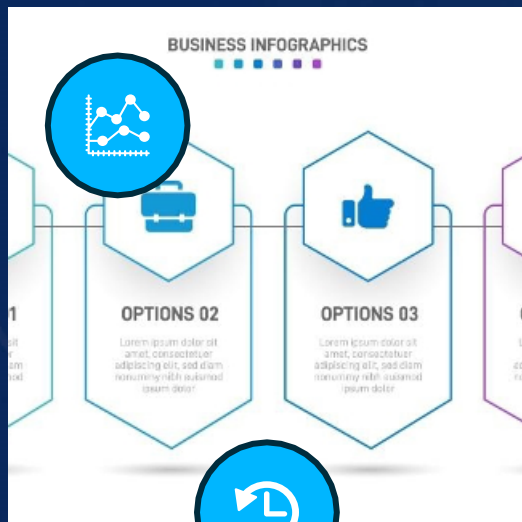 BUSINESS INFOGRAPHICS
1
OPTIONS 02
OPTIONS 03
Lorem ipsum dolor sit
amet, consectetuer
adipiscing elit, sed diam
nonummy nibh euismod
ipsum dolor
Lorem ipsum dolor sit
amet, consectetuer
adipiscing elit, sed diam
nonummy nibh euismod
ipsum dolor